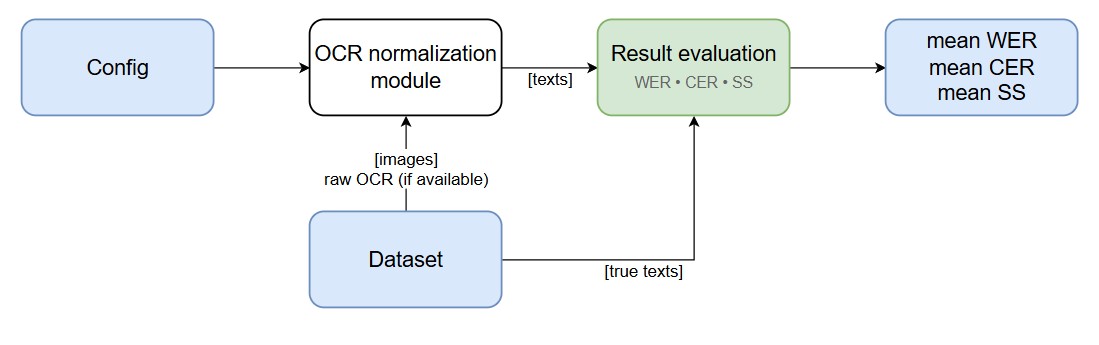 Config
OCR normalization
module
[texts]
Result evaluation
WER • CER • SS
mean WER
mean CER
mean SS
[images]
raw OCR (if available)
Dataset
[true texts]